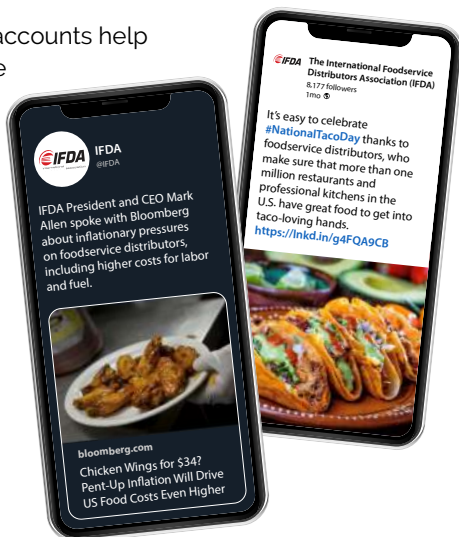 accounts help
e
IFDA
IFDA
@IFDA
IFDA President and CEO Mark
Allen spoke with Bloomberg
about inflationary pressures
on foodservice distributors,
including higher costs for labor
and fuel.
bloomberg.com
Chicken Wings for $34?
Pent-Up Inflation Will Drive
US Food Costs Even Higher
IFDA
The International Foodservice
Distributors Association (IFDA)
8,177 followers
1mo
It's easy to celebrate
#NationalTacoDay thanks to
foodservice distributors, who
make sure that more than one
million restaurants and
professional kitchens in the
U.S. have great food to get into
taco-loving hands.
https://lnkd.in/g4FQA9CB